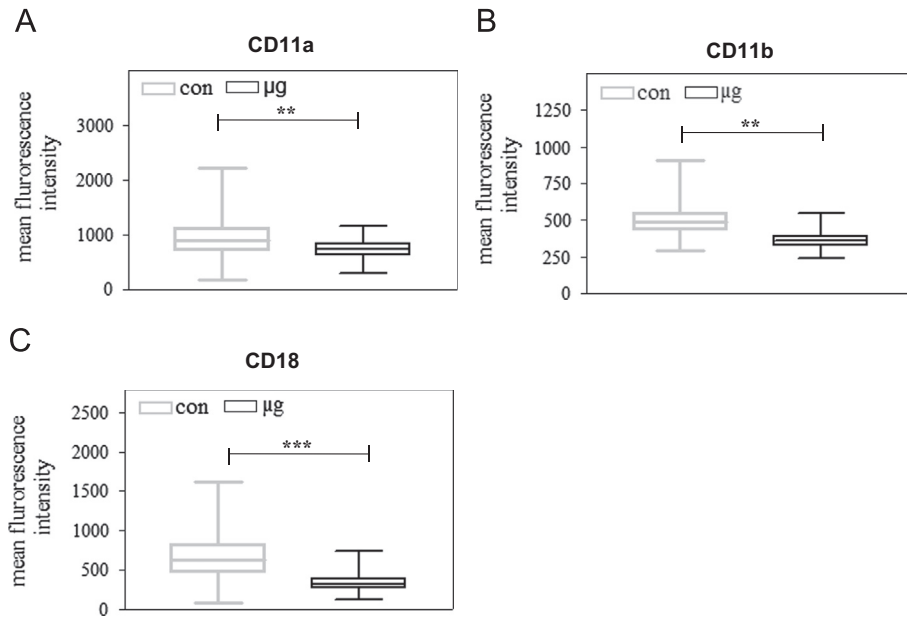 A
CD11a
con μg
**
3000
2000
1000
0
mean flurorescence
intensity
B
CD11b
con μg
**
1250
1000
750
500
250
0
mean flurorescence
intensity
C
CD18
con μg
***
2500
2000
1500
1000
500
0
mean flurorescence
intensity